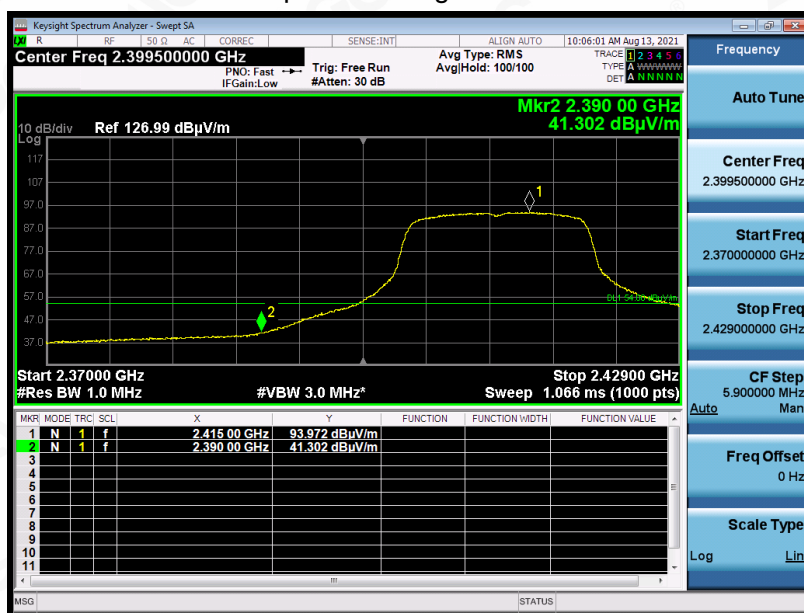 Keysight Spectrum Analyzer - Swept SA
LXI R RF 50 Ω AC CORREC SENSE:INT ALIGN AUTO 10:06:01 AM Aug 13, 2021
Center Freq 2.399500000 GHz
PNO: Fast
IFGain:Low
Trig: Free Run
#Atten: 30 dB
Avg Type: RMS
Avg|Hold: 100/100
TRACE 1 2 3 4 5 6
TYPE A WWWWW
DET A N N N N N
Mkr2 2.390 00 GHz
41.302 dBµV/m
10 dB/div Ref 126.99 dBµV/m
Log
117
107
97.0
87.0
77.0
67.0
57.0
47.0
37.0
1
2
DL1 54.00 dBµV/m
Start 2.37000 GHz Stop 2.42900 GHz
#Res BW 1.0 MHz #VBW 3.0 MHz* Sweep 1.066 ms (1000 pts)
MKR MODE TRC SCL X Y FUNCTION FUNCTION WIDTH FUNCTION VALUE
1 N 1 f 2.415 00 GHz 93.972 dBµV/m
2 N 1 f 2.390 00 GHz 41.302 dBµV/m
3
4
5
6
7
8
9
10
11
MSG STATUS
Frequency
Auto Tune
Center Freq
2.399500000 GHz
Start Freq
2.370000000 GHz
Stop Freq
2.429000000 GHz
CF Step
5.900000 MHz
Auto Man
Freq Offset
0 Hz
Scale Type
Log Lin